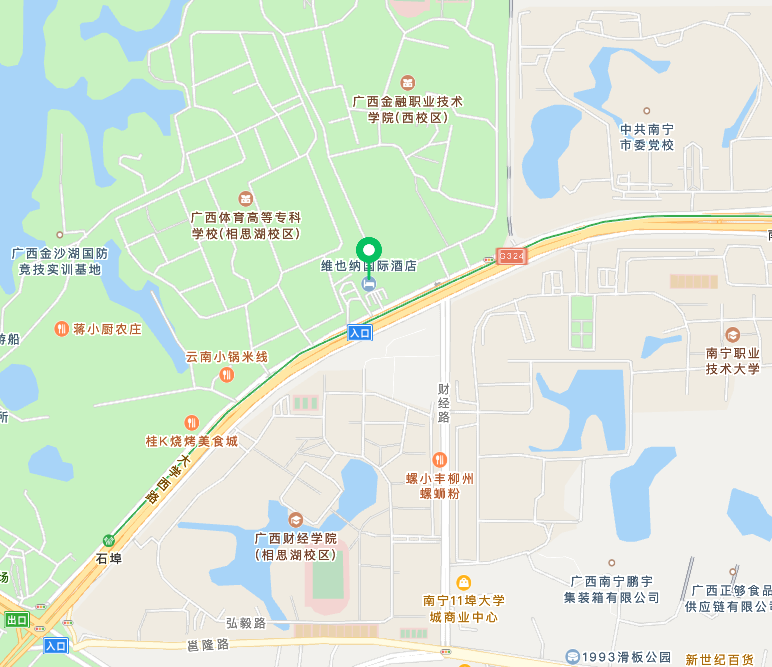 广西金融职业技术
学院(西校区)
中共南宁
市委党校
广西体育高等专科
学校(相思湖校区)
广西金沙湖国防
竞技实训基地
维也纳国际酒店
G324
南
入口
蒋小厨农庄
游船
云南小锅米线
南宁职业
技术大学
财经路
所
桂K烧烤美食城
大学西路
螺小丰柳州
螺蛳粉
广西财经学院
(相思湖校区)
石埠
场
广西南宁鹏宇
集装箱有限公司
广西正够食品
供应链有限公司
南宁11埠大学
城商业中心
出口
弘毅路
入口
邕隆路
1993滑板公园
新世纪百货